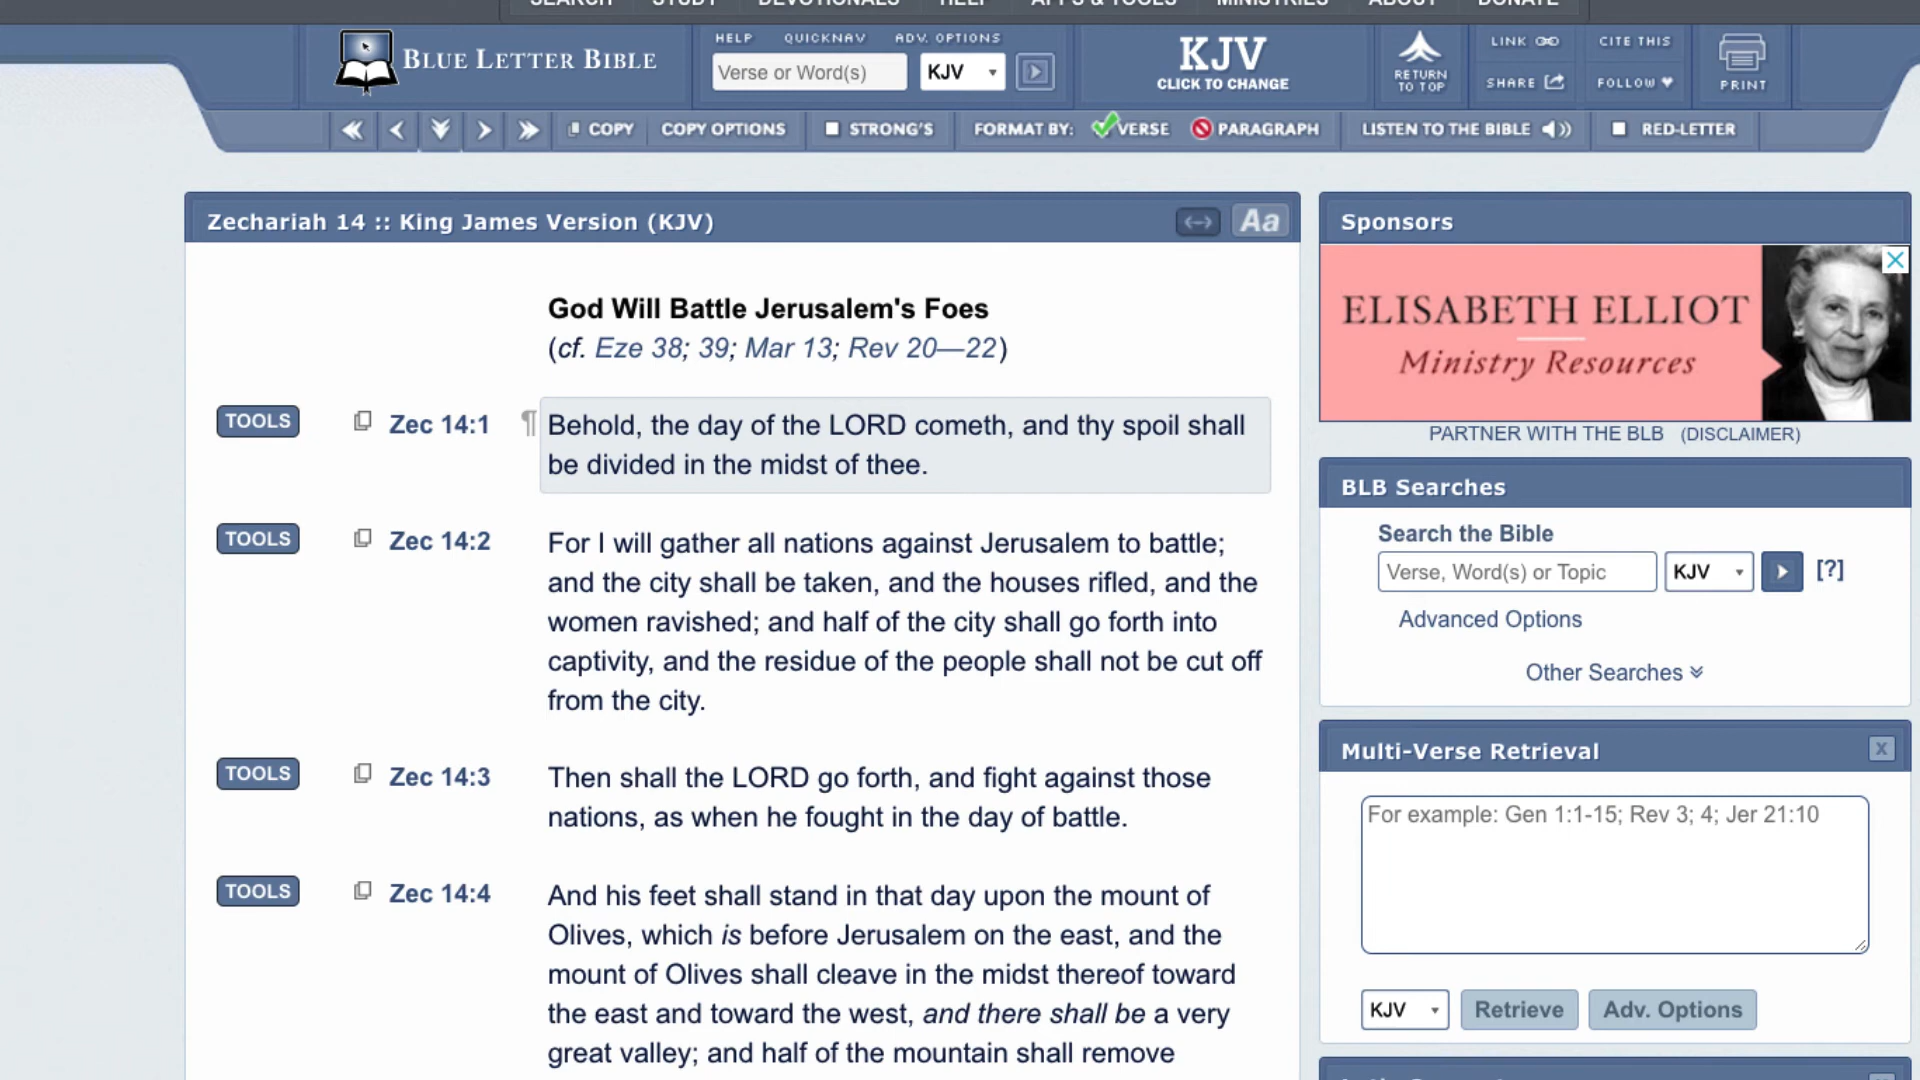 SEARCH STUDY DEVOTIONALS HELP APPS & TOOLS MINISTRIES ABOUT DONATE
BLUE LETTER BIBLE
HELP QUICKNAV ADV. OPTIONS
Verse or Word(s) KJV
KJV
CLICK TO CHANGE
RETURN
TO TOP
LINK
SHARE
CITE THIS
FOLLOW
PRINT
COPY COPY OPTIONS STRONG'S FORMAT BY: VERSE PARAGRAPH LISTEN TO THE BIBLE RED-LETTER
Zechariah 14 :: King James Version (KJV) Aa
God Will Battle Jerusalem's Foes
(cf. Eze 38; 39; Mar 13; Rev 20—22)
TOOLS Zec 14:1 ¶ Behold, the day of the LORD cometh, and thy spoil shall
be divided in the midst of thee.
TOOLS Zec 14:2 For I will gather all nations against Jerusalem to battle;
and the city shall be taken, and the houses rifled, and the
women ravished; and half of the city shall go forth into
captivity, and the residue of the people shall not be cut off
from the city.
TOOLS Zec 14:3 Then shall the LORD go forth, and fight against those
nations, as when he fought in the day of battle.
TOOLS Zec 14:4 And his feet shall stand in that day upon the mount of
Olives, which is before Jerusalem on the east, and the
mount of Olives shall cleave in the midst thereof toward
the east and toward the west, and there shall be a very
great valley; and half of the mountain shall remove
Sponsors
ELISABETH ELLIOT
Ministry Resources
PARTNER WITH THE BLB (DISCLAIMER)
BLB Searches
Search the Bible
Verse, Word(s) or Topic KJV [?]
Advanced Options
Other Searches
Multi-Verse Retrieval X
For example: Gen 1:1-15; Rev 3; 4; Jer 21:10
KJV Retrieve Adv. Options